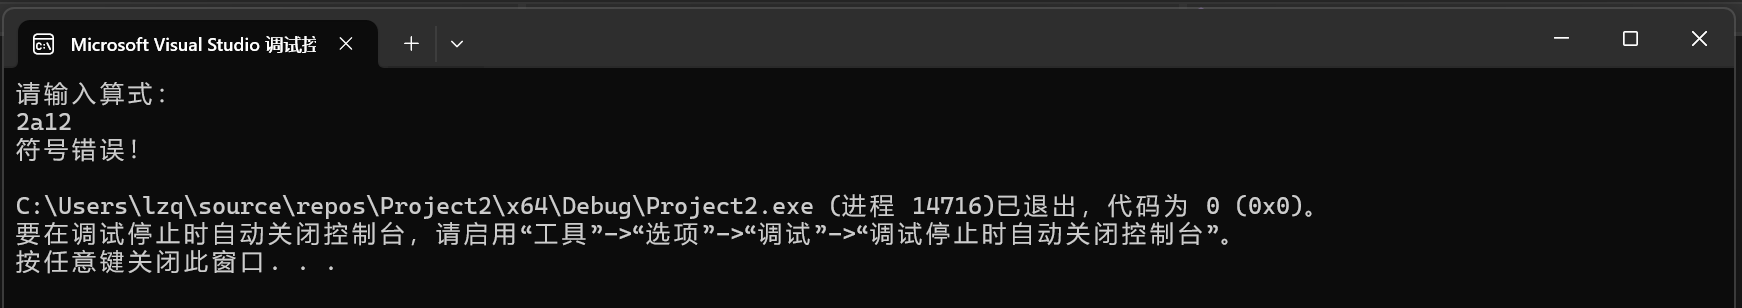 Microsoft Visual Studio 调试控
请输入算式：
2a12
符号错误！
C:\Users\lzq\source\repos\Project2\x64\Debug\Project2.exe (进程 14716)已退出，代码为 0 (0x0)。
要在调试停止时自动关闭控制台，请启用“工具”->“选项”->“调试”->“调试停止时自动关闭控制台”。
按任意键关闭此窗口. . .